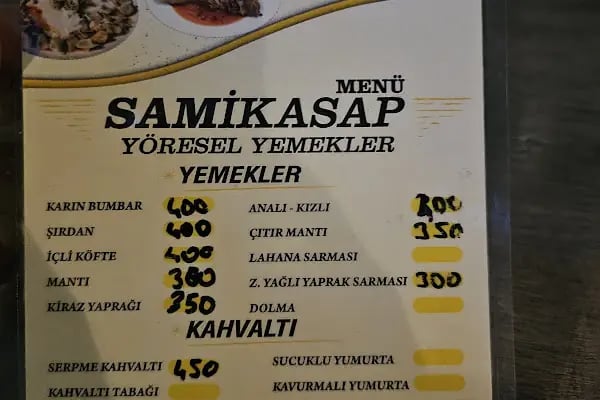 MENÜ
SAMİKASAP
YÖRESEL YEMEKLER
YEMEKLER
KARIN BUMBAR 400
ŞIRDAN 400
İÇLİ KÖFTE 400
MANTI 300
KİRAZ YAPRAĞI 350
ANALI - KIZLI 200
ÇITIR MANTI 350
LAHANA SARMASI
Z. YAĞLI YAPRAK SARMASI 300
DOLMA
KAHVALTI
SERPME KAHVALTI 450
KAHVALTI TABAĞI
SUCUKLU YUMURTA
KAVURMALI YUMURTA